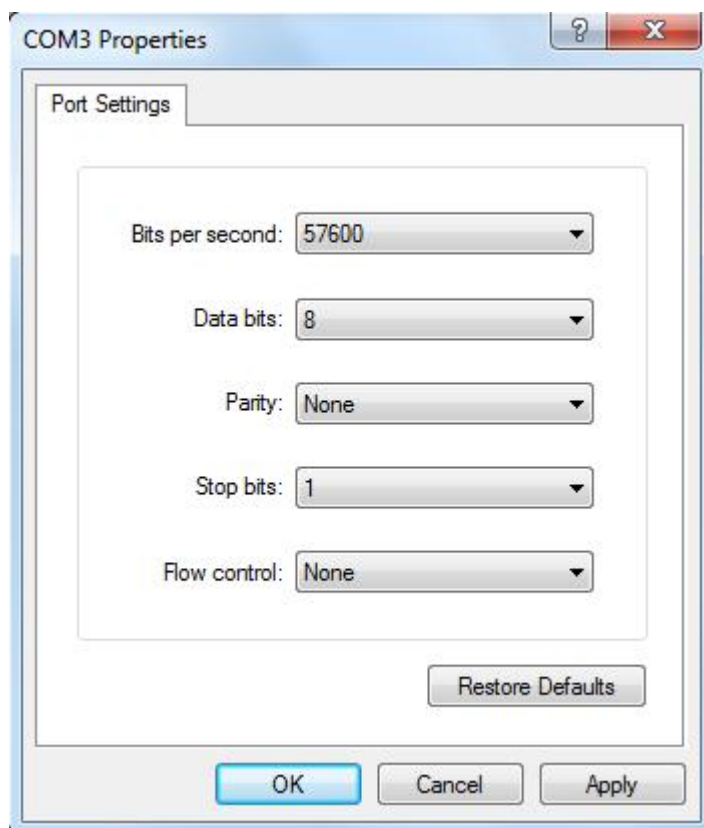 COM3 Properties
?
X
Port Settings
Bits per second: 57600
Data bits: 8
Parity: None
Stop bits: 1
Flow control: None
Restore Defaults
OK Cancel Apply